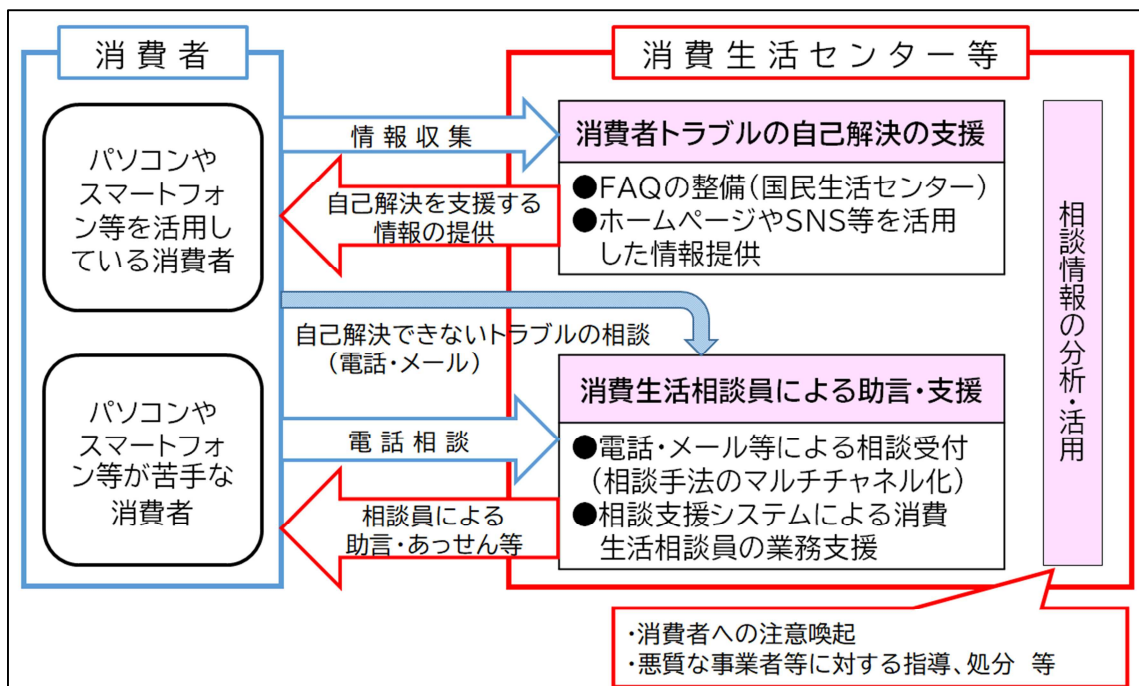 消費者
消費生活センター等
パソコンや
スマートフォ
ン等を活用し
ている消費者
情報収集
自己解決を支援する
情報の提供
消費者トラブルの自己解決の支援
●FAQの整備(国民生活センター)
●ホームページやSNS等を活用
した情報提供
自己解決できないトラブルの相談
(電話・メール)
パソコンや
スマートフォ
ン等が苦手な
消費者
電話相談
相談員による
助言・あっせん等
消費生活相談員による助言・支援
●電話・メール等による相談受付
(相談手法のマルチチャネル化)
●相談支援システムによる消費
生活相談員の業務支援
相談情報の分析・活用
・消費者への注意喚起
・悪質な事業者等に対する指導、処分 等